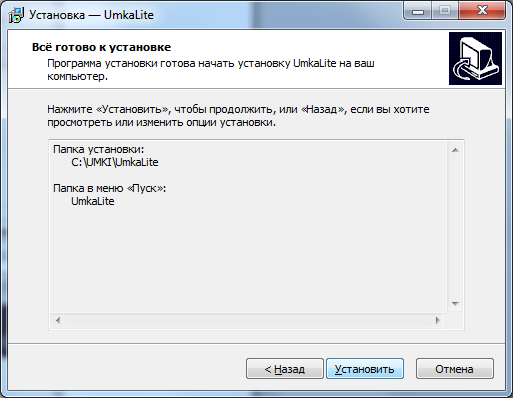 Установка — UmkaLite
Всё готово к установке
Программа установки готова начать установку UmkaLite на ваш
компьютер.
Нажмите «Установить», чтобы продолжить, или «Назад», если вы хотите
просмотреть или изменить опции установки.
Папка установки:
C:\UMKI\UmkaLite
Папка в меню «Пуск»:
UmkaLite
< Назад
Установить
Отмена